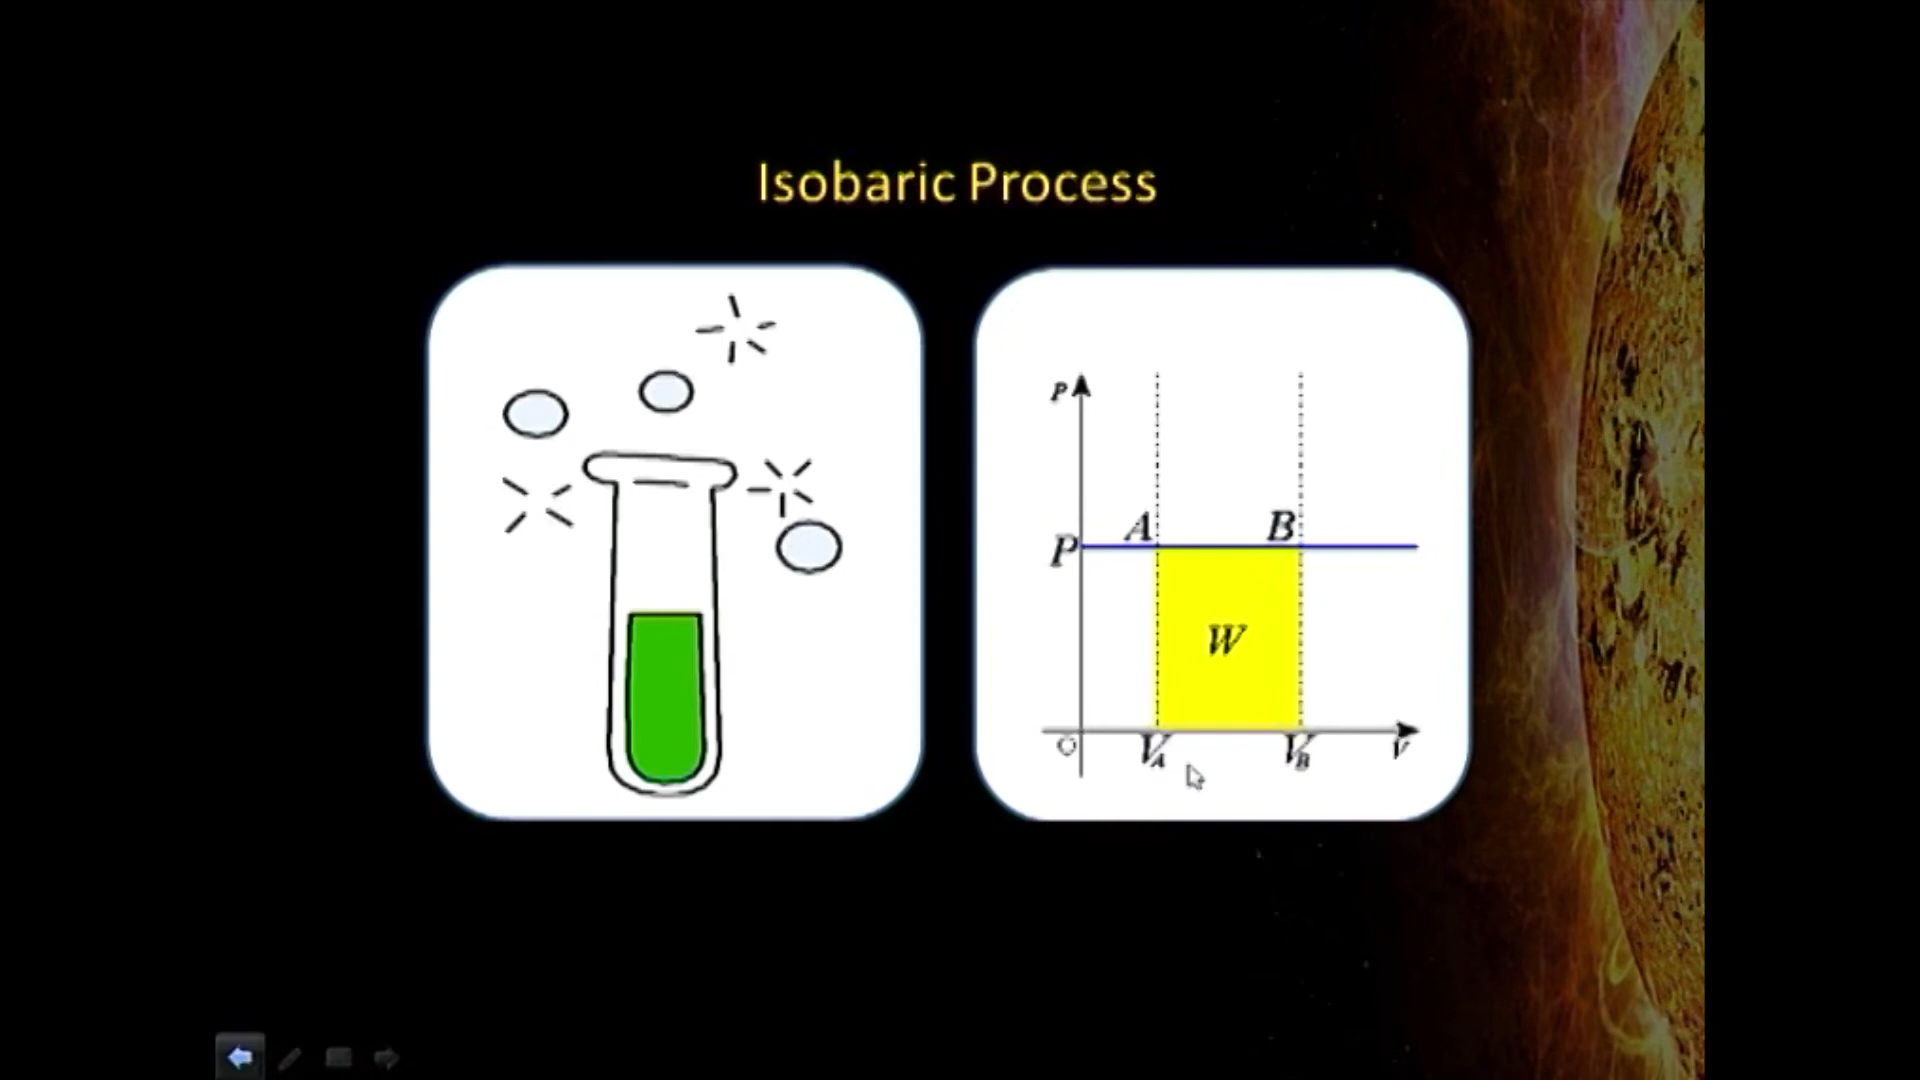 Isobaric Process
P
A B
P
W
O V_A V_B V